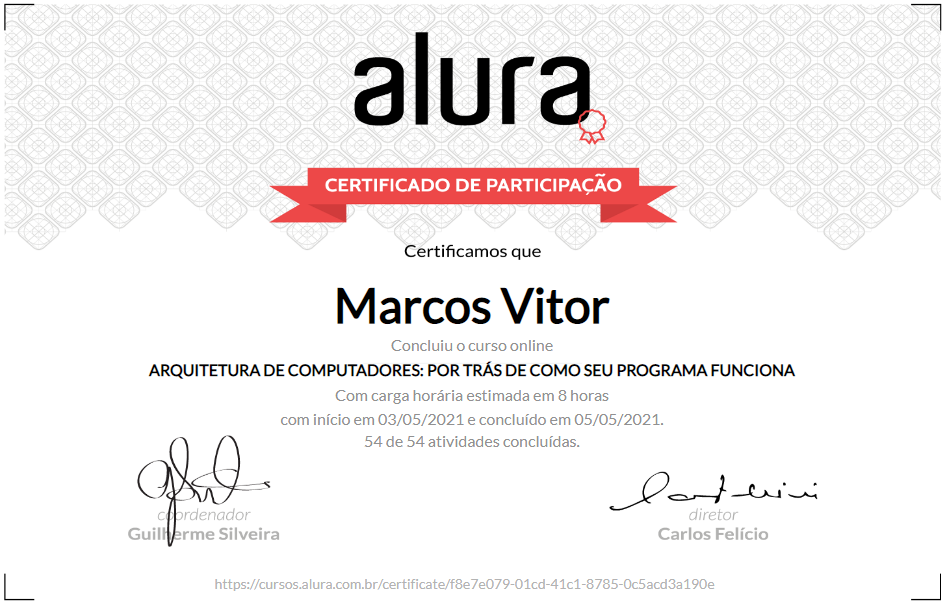 alura
CERTIFICADO DE PARTICIPAÇÃO
Certificamos que
Marcos Vitor
Concluiu o curso online
ARQUITETURA DE COMPUTADORES: POR TRÁS DE COMO SEU PROGRAMA FUNCIONA
Com carga horária estimada em 8 horas
com início em 03/05/2021 e concluído em 05/05/2021.
54 de 54 atividades concluídas.
coordenador
Guilherme Silveira
diretor
Carlos Felício
https://cursos.alura.com.br/certificate/f8e7e079-01cd-41c1-8785-0c5acd3a190e